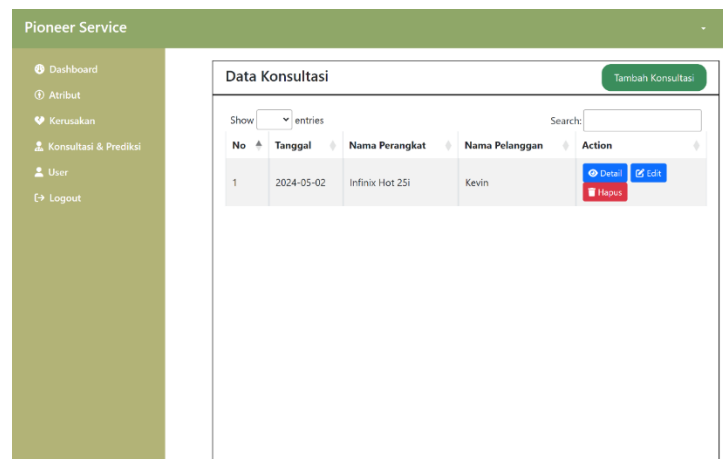 Pioneer Service
Dashboard
Atribut
Kerusakan
Konsultasi & Prediksi
User
Logout
Data Konsultasi
Tambah Konsultasi
Show entries
Search:
No Tanggal Nama Perangkat Nama Pelanggan Action
1 2024-05-02 Infinix Hot 25i Kevin Detail Edit
Hapus